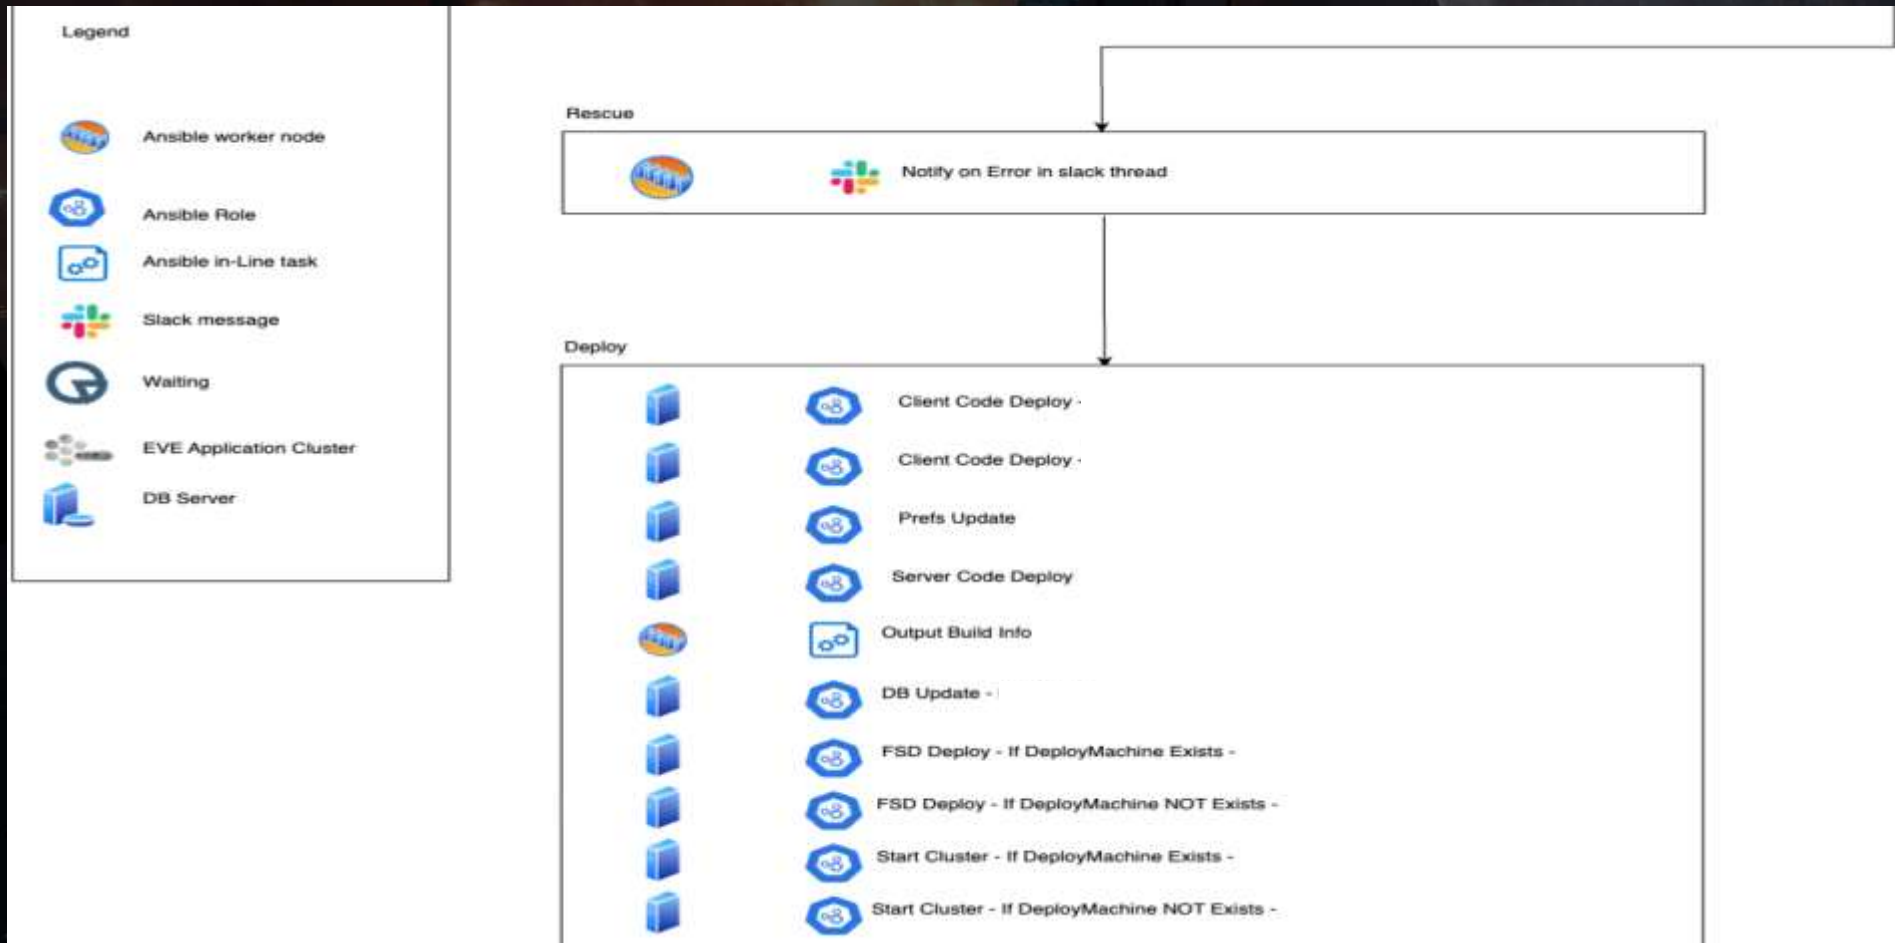 Legend
Ansible worker node
Ansible Role
Ansible in-Line task
Slack message
Waiting
EVE Application Cluster
DB Server
Rescue
Notify on Error in slack thread
Deploy
Client Code Deploy -
Client Code Deploy -
Prefs Update
Server Code Deploy
Output Build Info
DB Update -
FSD Deploy - If DeployMachine Exists -
FSD Deploy - If DeployMachine NOT Exists -
Start Cluster - If DeployMachine Exists -
Start Cluster - If DeployMachine NOT Exists -